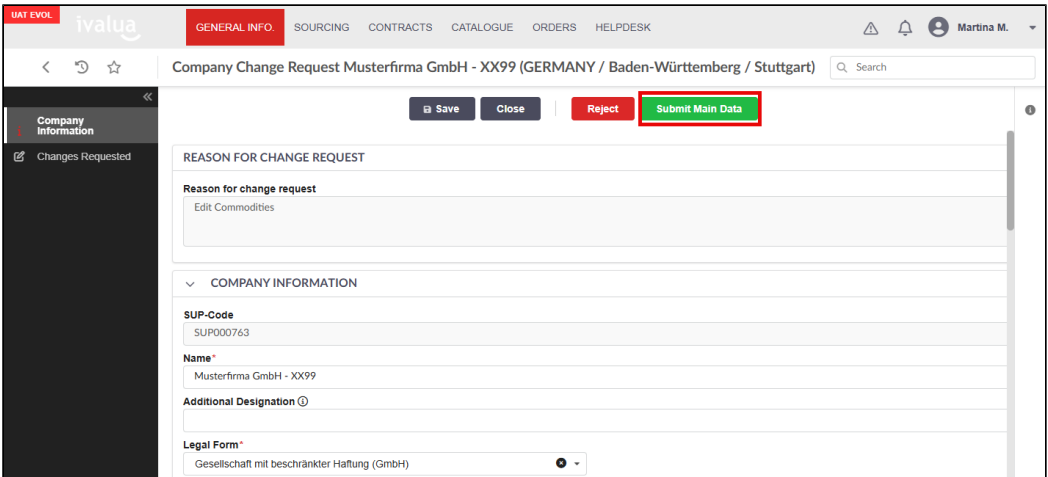 UAT EVOL
ivalua
GENERAL INFO. SOURCING CONTRACTS CATALOGUE ORDERS HELPDESK
Martina M.
Company Change Request Musterfirma GmbH - XX99 (GERMANY / Baden-Württemberg / Stuttgart)
Search
Company
Information
Changes Requested
Save Close Reject Submit Main Data
REASON FOR CHANGE REQUEST
Reason for change request
Edit Commodities
COMPANY INFORMATION
SUP-Code
SUP000763
Name*
Musterfirma GmbH - XX99
Additional Designation
Legal Form*
Gesellschaft mit beschränkter Haftung (GmbH)